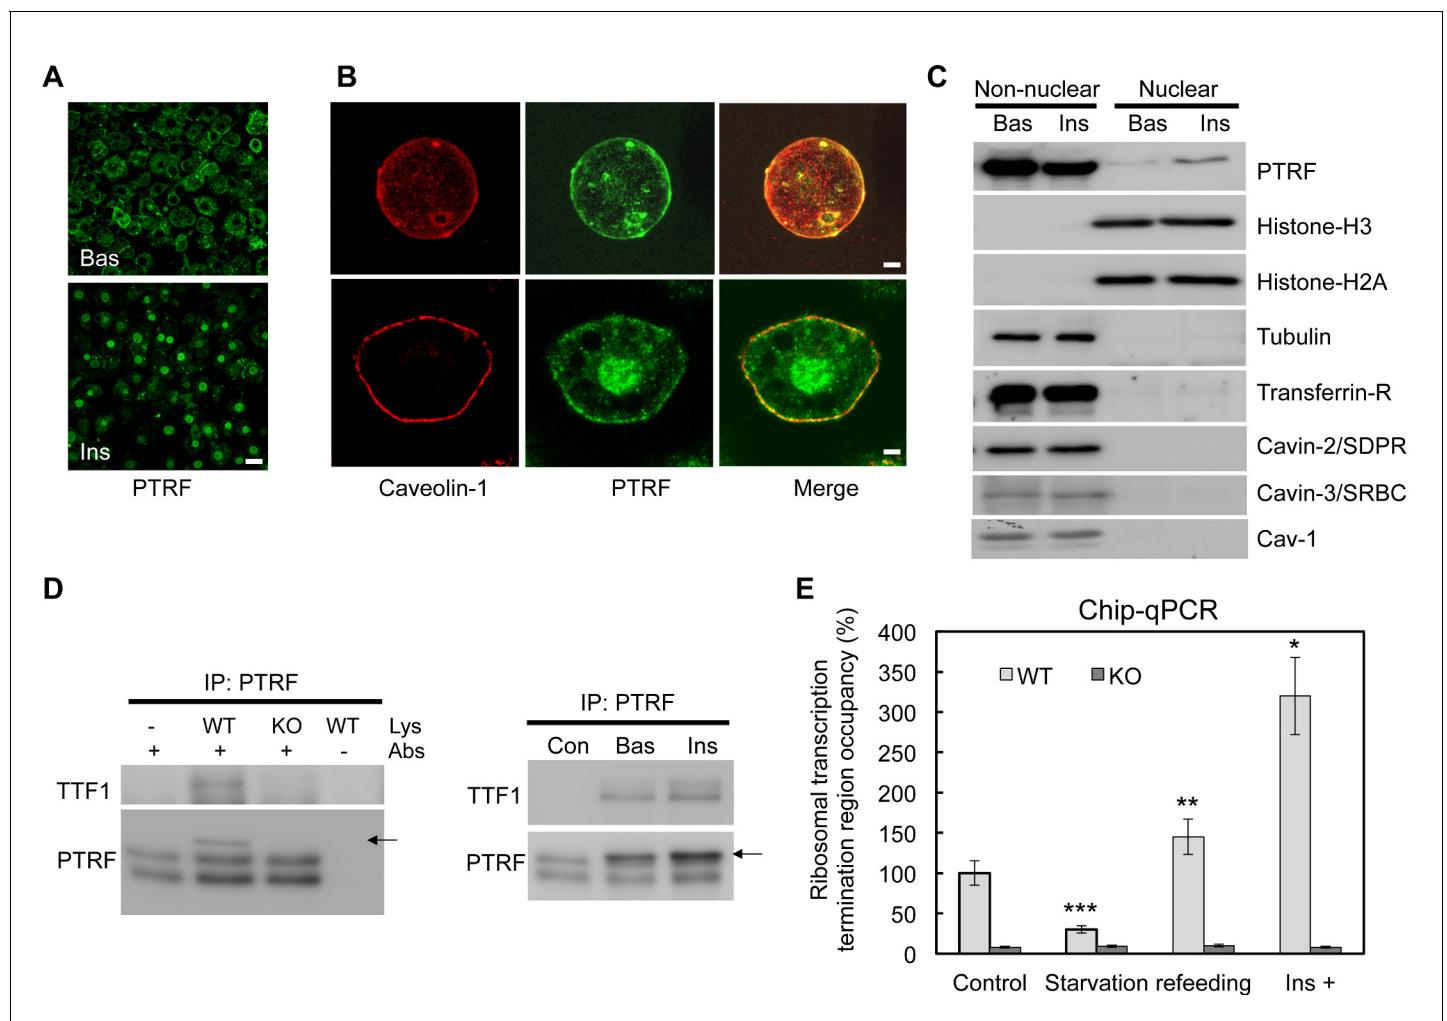 A
B
C
Bas
Ins
PTRF
Caveolin-1
PTRF
Merge
Non-nuclear Nuclear
Bas Ins Bas Ins
PTRF
Histone-H3
Histone-H2A
Tubulin
Transferrin-R
Cavin-2/SDPR
Cavin-3/SRBC
Cav-1
D
IP: PTRF
- WT KO WT Lys
+ + + - Abs
TTF1
PTRF
IP: PTRF
Con Bas Ins
TTF1
PTRF
E
Chip-qPCR
Ribosomal transcription
termination region occupancy (%)
400
350
300
250
200
150
100
50
0
WT KO
***
**
*
Control Starvation refeeding Ins +